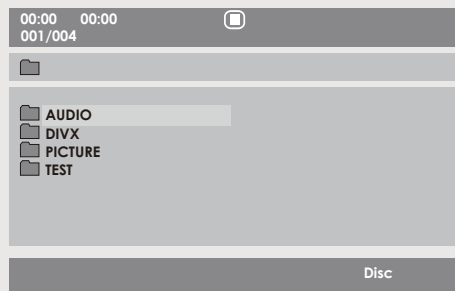 00:00 00:00
001/004
AUDIO
DIVX
PICTURE
TEST
Disc